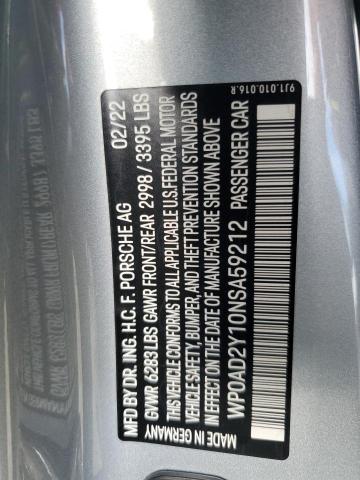 9J1.010.016.R
MFD BY DR. ING. H.C. F. PORSCHE AG 02/22
GVWR 6283 LBS GAWR FRONT/REAR 2998 / 3395 LBS
THIS VEHICLE CONFORMS TO ALL APPLICABLE U.S. FEDERAL MOTOR
VEHICLE SAFETY, BUMPER, AND THEFT PREVENTION STANDARDS
IN EFFECT ON THE DATE OF MANUFACTURE SHOWN ABOVE
WP0AD2Y10NSA59212 PASSENGER CAR
MADE IN GERMANY